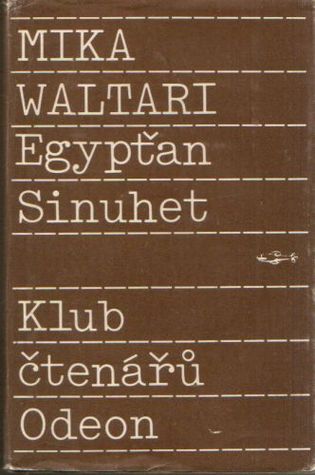 MIKA
WALTARI
Egypťan
Sinuhet
Klub
čtenářů
Odeon